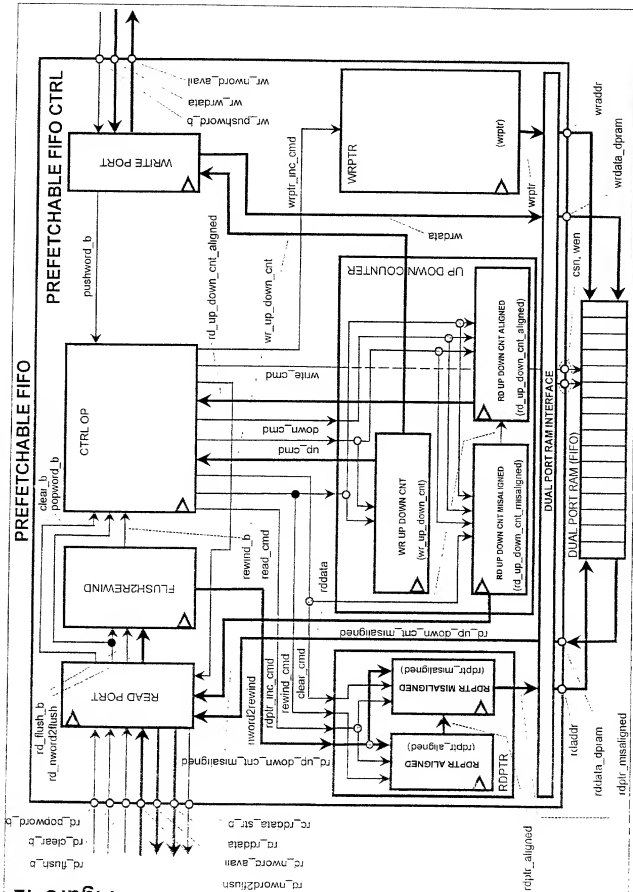 PREFETCHABLE FIFO
PREFETCHABLE FIFO CTRL
wr_nword_avail
wr_wrdata
wr_pushword_b
WRITE PORT
pushword_b
clear_b
popword_b
CTRL OP
FLUSH2REWIND
READ PORT
rd_flush_b
rd_nword2flush
rd_popword_b
rd_clear_b
rd_flush_b
rd_rddata
rd_nword_avail
rd_nword2flush
rewind_b
read_cmd
rd_up_down_cnt_aligned
wr_up_down_cnt
wrptr_inc_cmd
write_cmd
down_cmd
up_cmd
rddata
nword2rewind
rdptr_inc_cmd
rewind_cmd
clear_cmd
rd_up_down_cnt_misaligned
rd_up_down_cnt_misaligned
WRPTR
(wrptr)
wrptr
wrdata
UP DOWN COUNTER
WR UP DOWN CNT
(wr_up_down_cnt)
RD UP DOWN CNT ALIGNED
(rd_up_down_cnt_aligned)
RD UP DOWN CNT MISALIGNED
(rd_up_down_cnt_misaligned)
RDPTR ALIGNED
(rdptr_aligned)
RDPTR MISALIGNED
(rdptr_misaligned)
RDPTR
DUAL PORT RAM INTERFACE
DUAL PORT RAM (FIFO)
wraddr
wrdata_dpram
csn, wen
rdaddr
rddata_dpram
rdptr_misaligned
rdptr_aligned